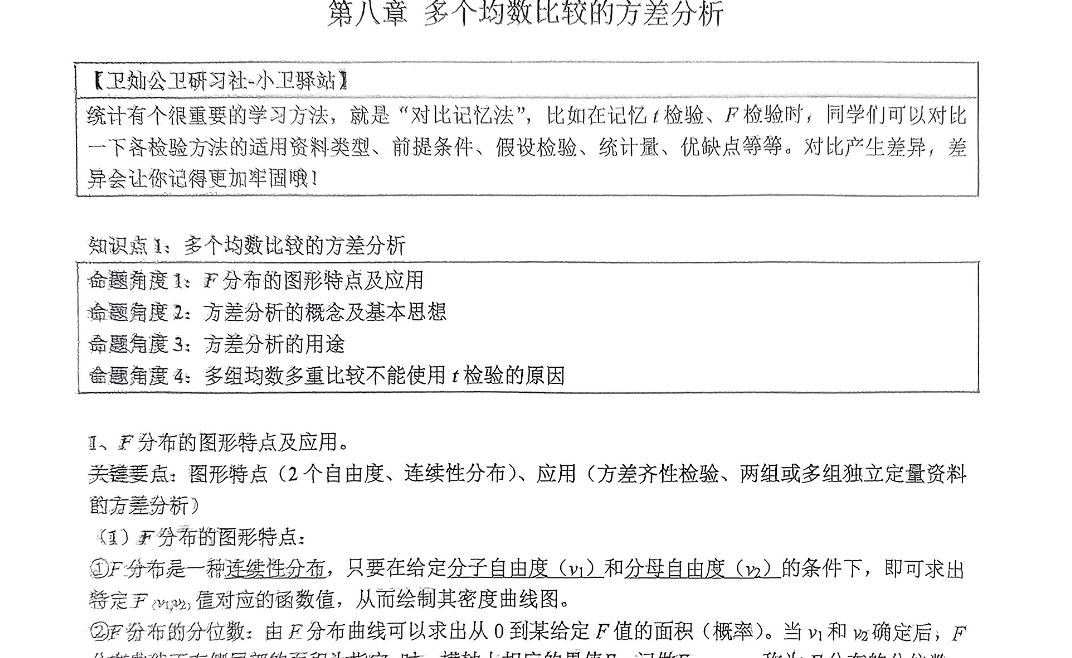 第八章 多个均数比较的方差分析
【卫灿公卫研习社-小卫驿站】
统计有个很重要的学习方法，就是“对比记忆法”，比如在记忆 t 检验、F 检验时，同学们可以对比
一下各检验方法的适用资料类型、前提条件、假设检验、统计量、优缺点等等。对比产生差异，差
异会让你记得更加牢固哦！
知识点 1：多个均数比较的方差分析
命题角度 1：F 分布的图形特点及应用
命题角度 2：方差分析的概念及基本思想
命题角度 3：方差分析的用途
命题角度 4：多组均数多重比较不能使用 t 检验的原因
1、F 分布的图形特点及应用。
关键要点：图形特点（2 个自由度、连续性分布）、应用（方差齐性检验、两组或多组独立定量资料
的方差分析）
（1）F 分布的图形特点：
①F 分布是一种连续性分布，只要在给定分子自由度（v₁）和分母自由度（v₂）的条件下，即可求出
特定 F(v₁,v₂) 值对应的函数值，从而绘制其密度曲线图。
②F 分布的分位数：由 F 分布曲线可以求出从 0 到某给定 F 值的面积（概率）。当 v₁ 和 v₂ 确定后，F